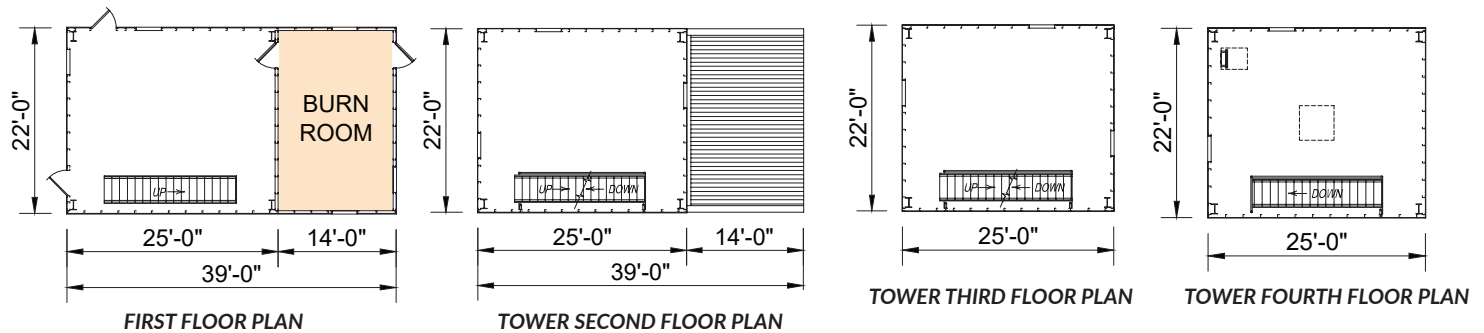 22'-0"
BURN
ROOM
UP
25'-0"
14'-0"
39'-0"
FIRST FLOOR PLAN
22'-0"
UP
DOWN
25'-0"
14'-0"
39'-0"
TOWER SECOND FLOOR PLAN
22'-0"
UP
DOWN
25'-0"
TOWER THIRD FLOOR PLAN
22'-0"
DOWN
25'-0"
TOWER FOURTH FLOOR PLAN